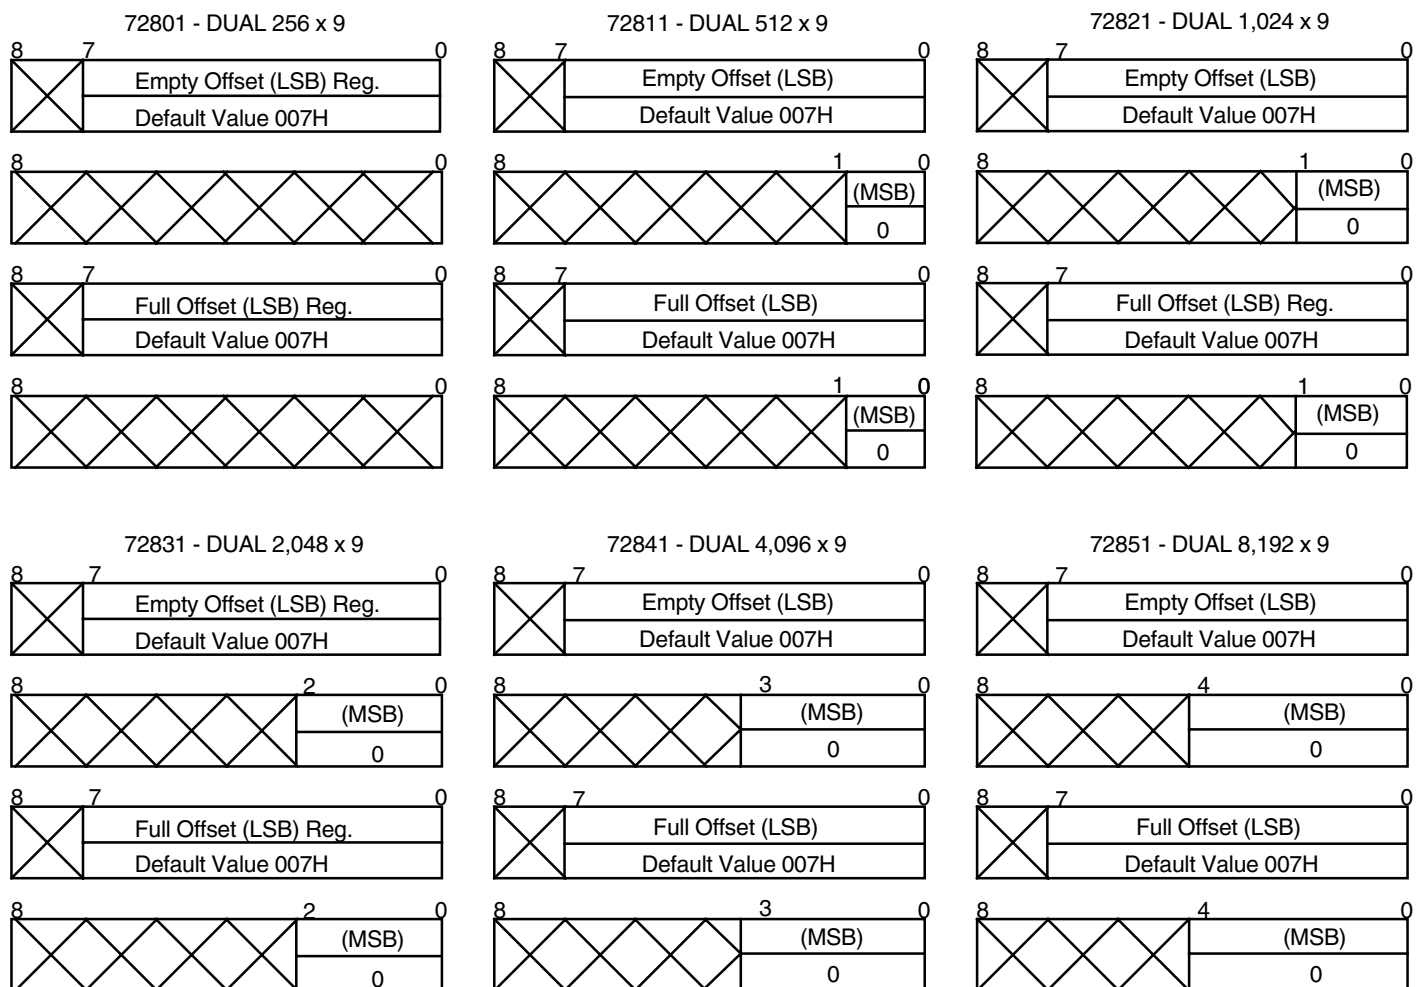 72801 - DUAL 256 x 9
8 7 0
Empty Offset (LSB) Reg.
Default Value 007H
8 0
8 7 0
Full Offset (LSB) Reg.
Default Value 007H
8 0
72811 - DUAL 512 x 9
8 7 0
Empty Offset (LSB)
Default Value 007H
8 1 0
(MSB)
0
8 7 0
Full Offset (LSB)
Default Value 007H
8 1 0
(MSB)
0
72821 - DUAL 1,024 x 9
8 7 0
Empty Offset (LSB)
Default Value 007H
8 1 0
(MSB)
0
8 7 0
Full Offset (LSB) Reg.
Default Value 007H
8 1 0
(MSB)
0
72831 - DUAL 2,048 x 9
8 7 0
Empty Offset (LSB) Reg.
Default Value 007H
8 2 0
(MSB)
0
8 7 0
Full Offset (LSB) Reg.
Default Value 007H
8 2 0
(MSB)
0
72841 - DUAL 4,096 x 9
8 7 0
Empty Offset (LSB)
Default Value 007H
8 3 0
(MSB)
0
8 7 0
Full Offset (LSB)
Default Value 007H
8 3 0
(MSB)
0
72851 - DUAL 8,192 x 9
8 7 0
Empty Offset (LSB)
Default Value 007H
8 4 0
(MSB)
0
8 7 0
Full Offset (LSB)
Default Value 007H
8 4 0
(MSB)
0